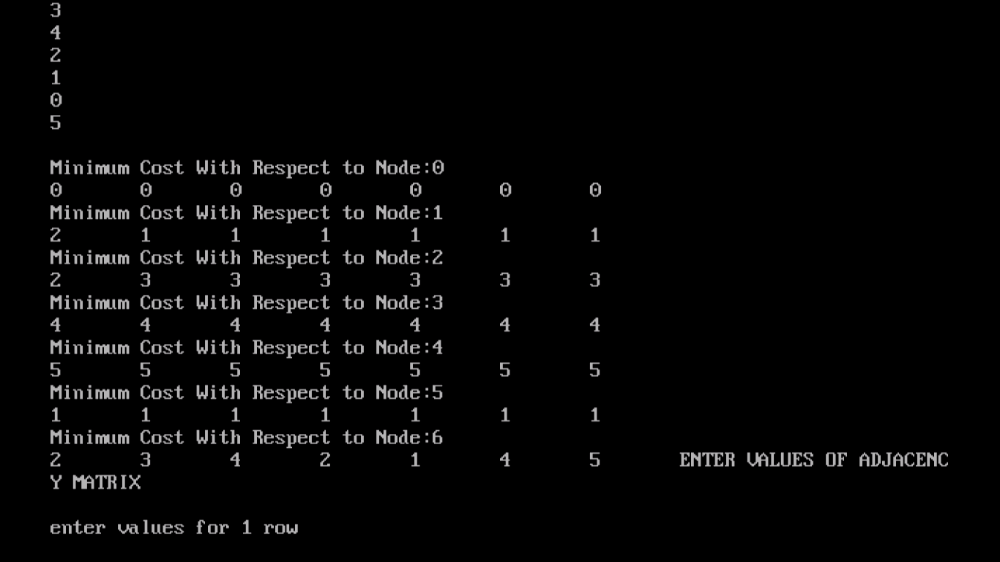 3
4
2
1
0
5
Minimum Cost With Respect to Node:0
0 0 0 0 0 0 0
Minimum Cost With Respect to Node:1
2 1 1 1 1 1 1
Minimum Cost With Respect to Node:2
2 3 3 3 3 3 3
Minimum Cost With Respect to Node:3
4 4 4 4 4 4 4
Minimum Cost With Respect to Node:4
5 5 5 5 5 5 5
Minimum Cost With Respect to Node:5
1 1 1 1 1 1 1
Minimum Cost With Respect to Node:6
2 3 4 2 1 4 5 ENTER VALUES OF ADJACENC
Y MATRIX
enter values for 1 row